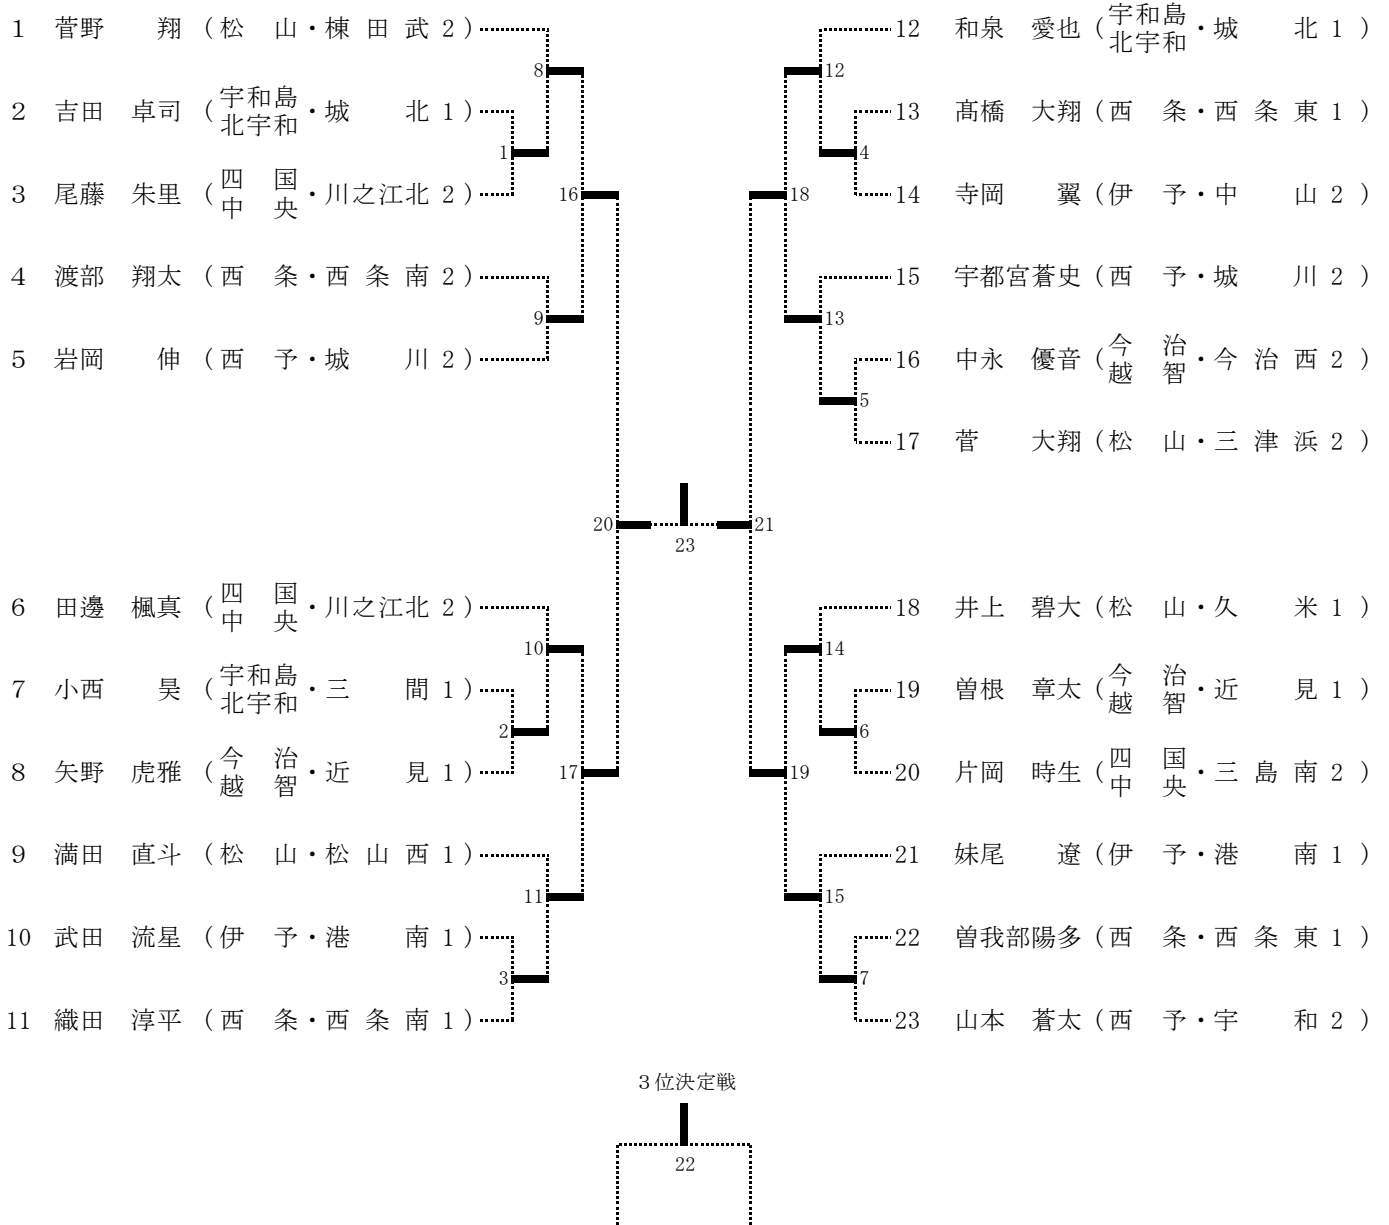 1 菅野 翔 (松 山・棟田武 2)
2 吉田 卓司 (宇和島北宇和・城 北 1)
3 尾藤 朱里 (四国中央・川之江北 2)
4 渡部 翔太 (西 条・西条南 2)
5 岩岡 伸 (西 予・城 川 2)
6 田邊 楓真 (四国中央・川之江北 2)
7 小西 昊 (宇和島北宇和・三 間 1)
8 矢野 虎雅 (今治越智・近 見 1)
9 満田 直斗 (松 山・松山西 1)
10 武田 流星 (伊 予・港 南 1)
11 織田 淳平 (西 条・西条南 1)
12 和泉 愛也 (宇和島北宇和・城 北 1)
13 髙橋 大翔 (西 条・西条東 1)
14 寺岡 翼 (伊 予・中 山 2)
15 宇都宮蒼史 (西 予・城 川 2)
16 中永 優音 (今治越智・今治西 2)
17 菅 大翔 (松 山・三津浜 2)
18 井上 碧大 (松 山・久 米 1)
19 曽根 章太 (今治越智・近 見 1)
20 片岡 時生 (四国中央・三島南 2)
21 妹尾 遼 (伊 予・港 南 1)
22 曽我部陽多 (西 条・西条東 1)
23 山本 蒼太 (西 予・宇 和 2)
8
1
16
9
20
10
2
17
11
3
23
12
4
18
13
5
21
14
6
19
15
7
3位決定戦
22